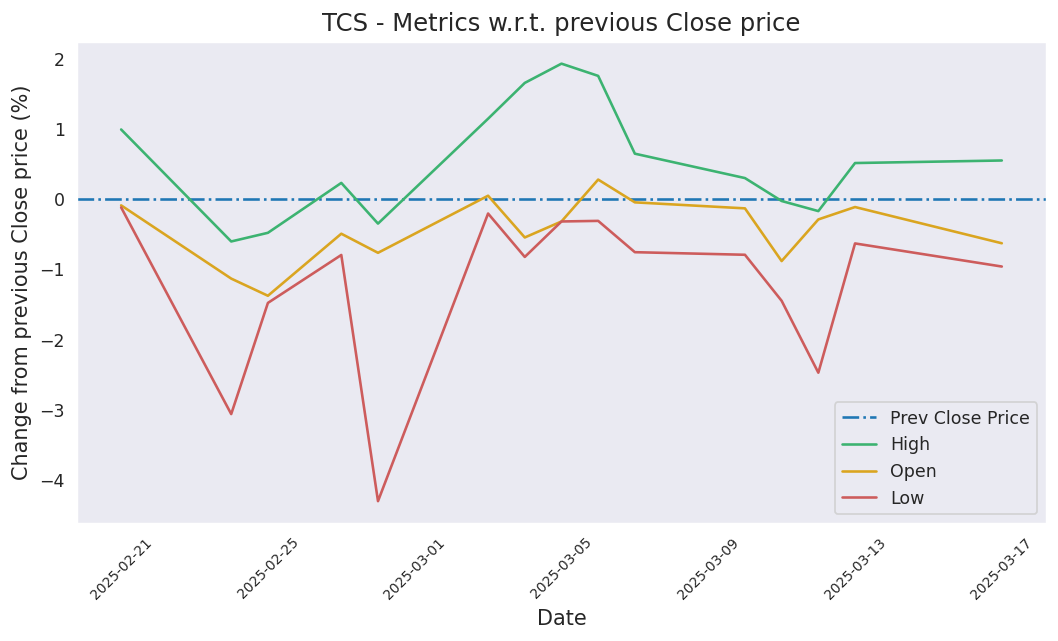 TCS - Metrics w.r.t. previous Close price
Change from previous Close price (%)
2
1
0
−1
−2
−3
−4
Prev Close Price
High
Open
Low
2025-02-21
2025-02-25
2025-03-01
2025-03-05
2025-03-09
2025-03-13
2025-03-17
Date